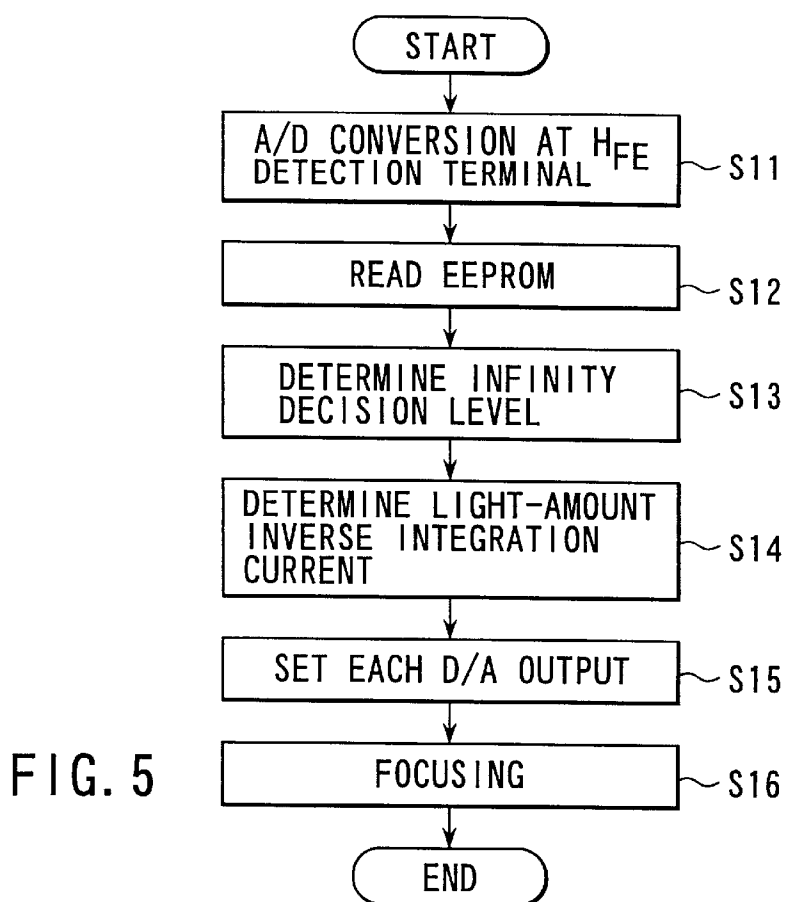 START
A/D CONVERSION AT HFE
DETECTION TERMINAL
S11
READ EEPROM
S12
DETERMINE INFINITY
DECISION LEVEL
S13
DETERMINE LIGHT-AMOUNT
INVERSE INTEGRATION
CURRENT
S14
SET EACH D/A OUTPUT
S15
FOCUSING
S16
END
FIG. 5